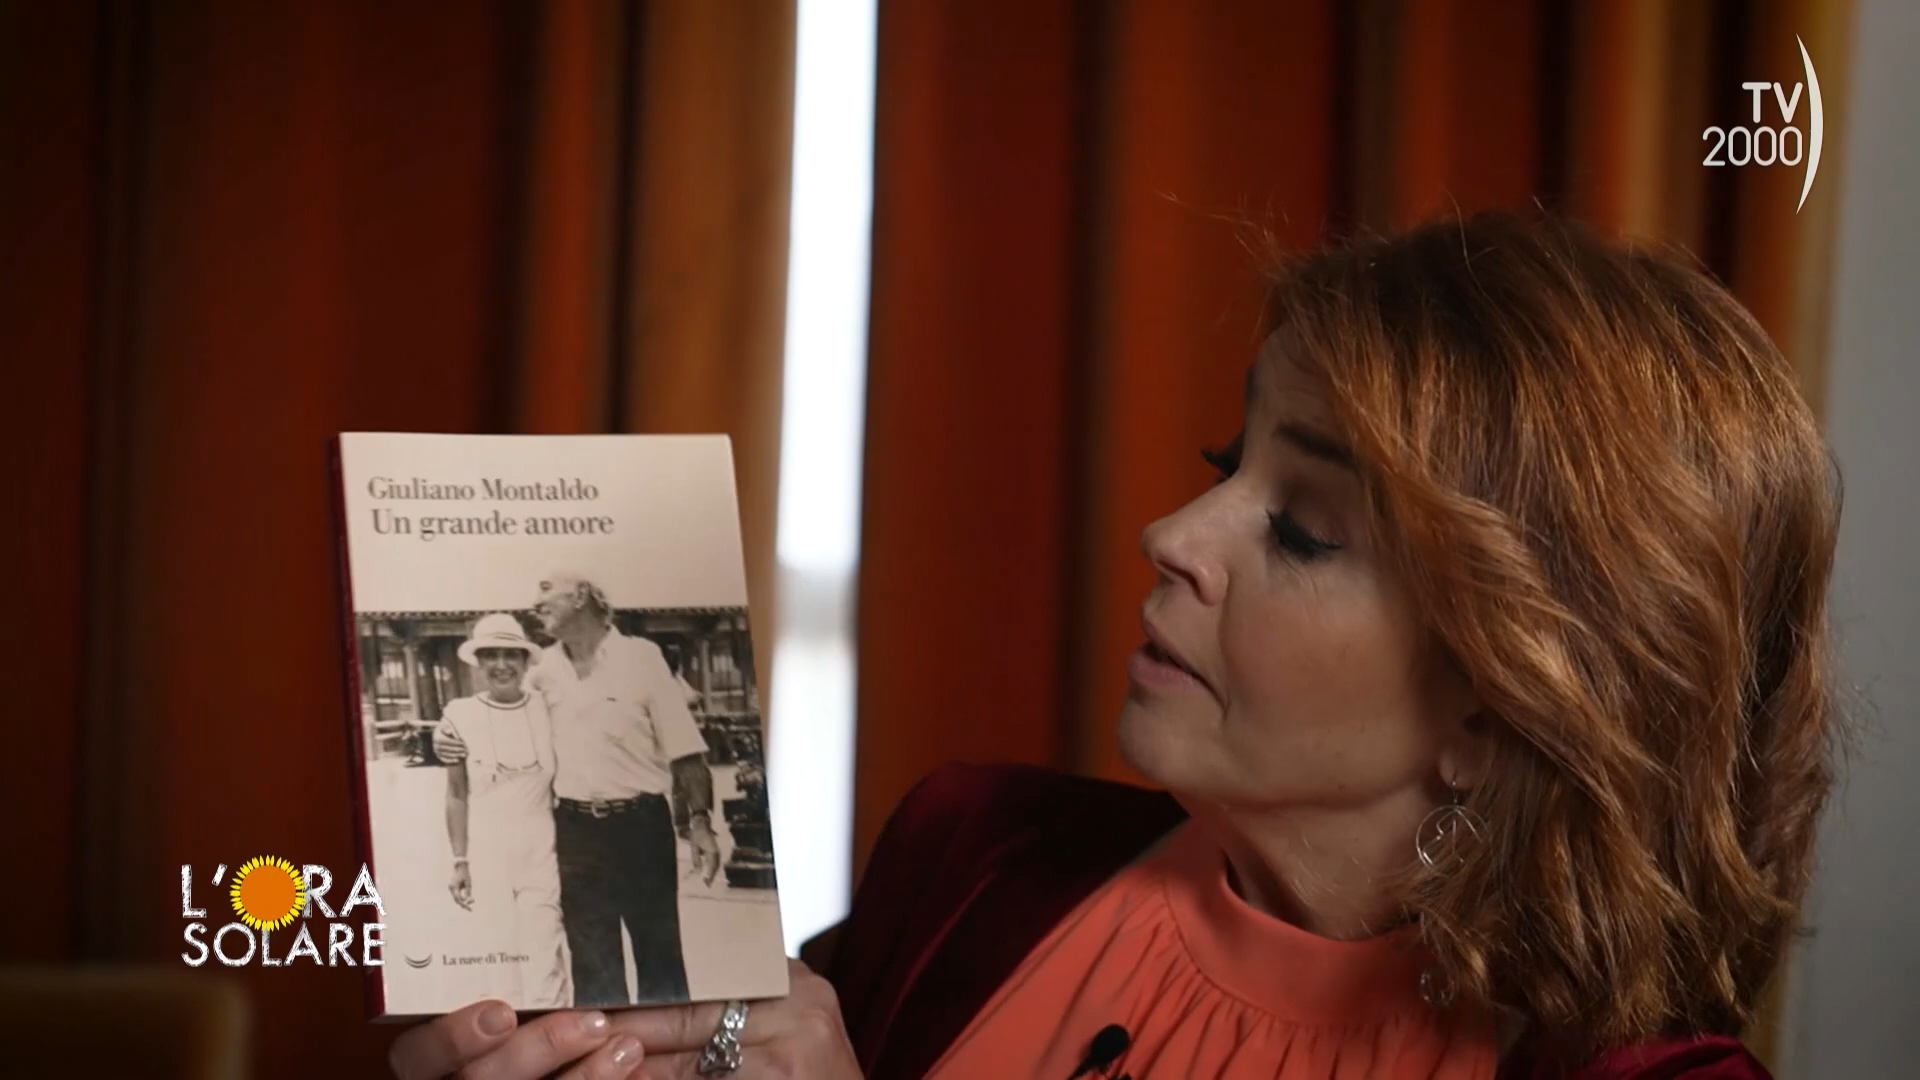 TV
2000
Giuliano Montaldo
Un grande amore
La nave di Teseo
L'ORA
SOLARE